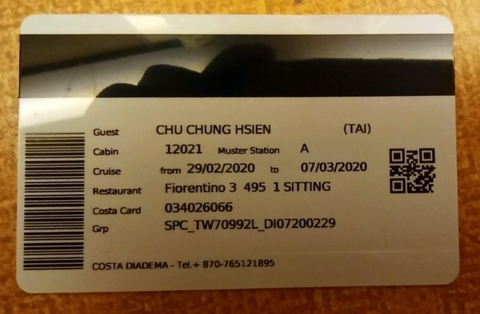 Guest CHU CHUNG HSIEN (TAI)
Cabin 12021 Muster Station A
Cruise from 29/02/2020 to 07/03/2020
Restaurant Fiorentino 3 495 1 SITTING
Costa Card 034026066
Grp SPC_TW70992L_DI07200229
COSTA DIADEMA - Tel.+ 870-765121895